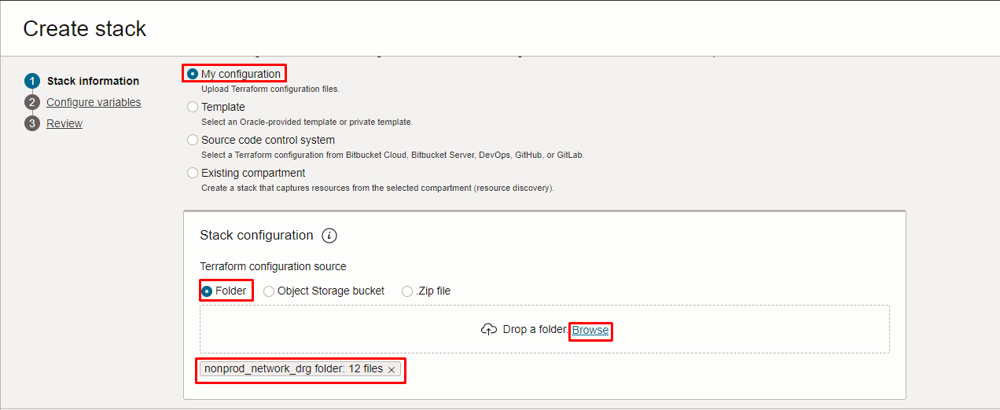 Create stack
1 Stack information
2 Configure variables
3 Review
My configuration
Upload Terraform configuration files.
Template
Select an Oracle-provided template or private template.
Source code control system
Select a Terraform configuration from Bitbucket Cloud, Bitbucket Server, DevOps, GitHub, or GitLab.
Existing compartment
Create a stack that captures resources from the selected compartment (resource discovery).
Stack configuration i
Terraform configuration source
Folder Object Storage bucket .Zip file
Drop a folder. Browse
nonprod_network_drg folder: 12 files ×